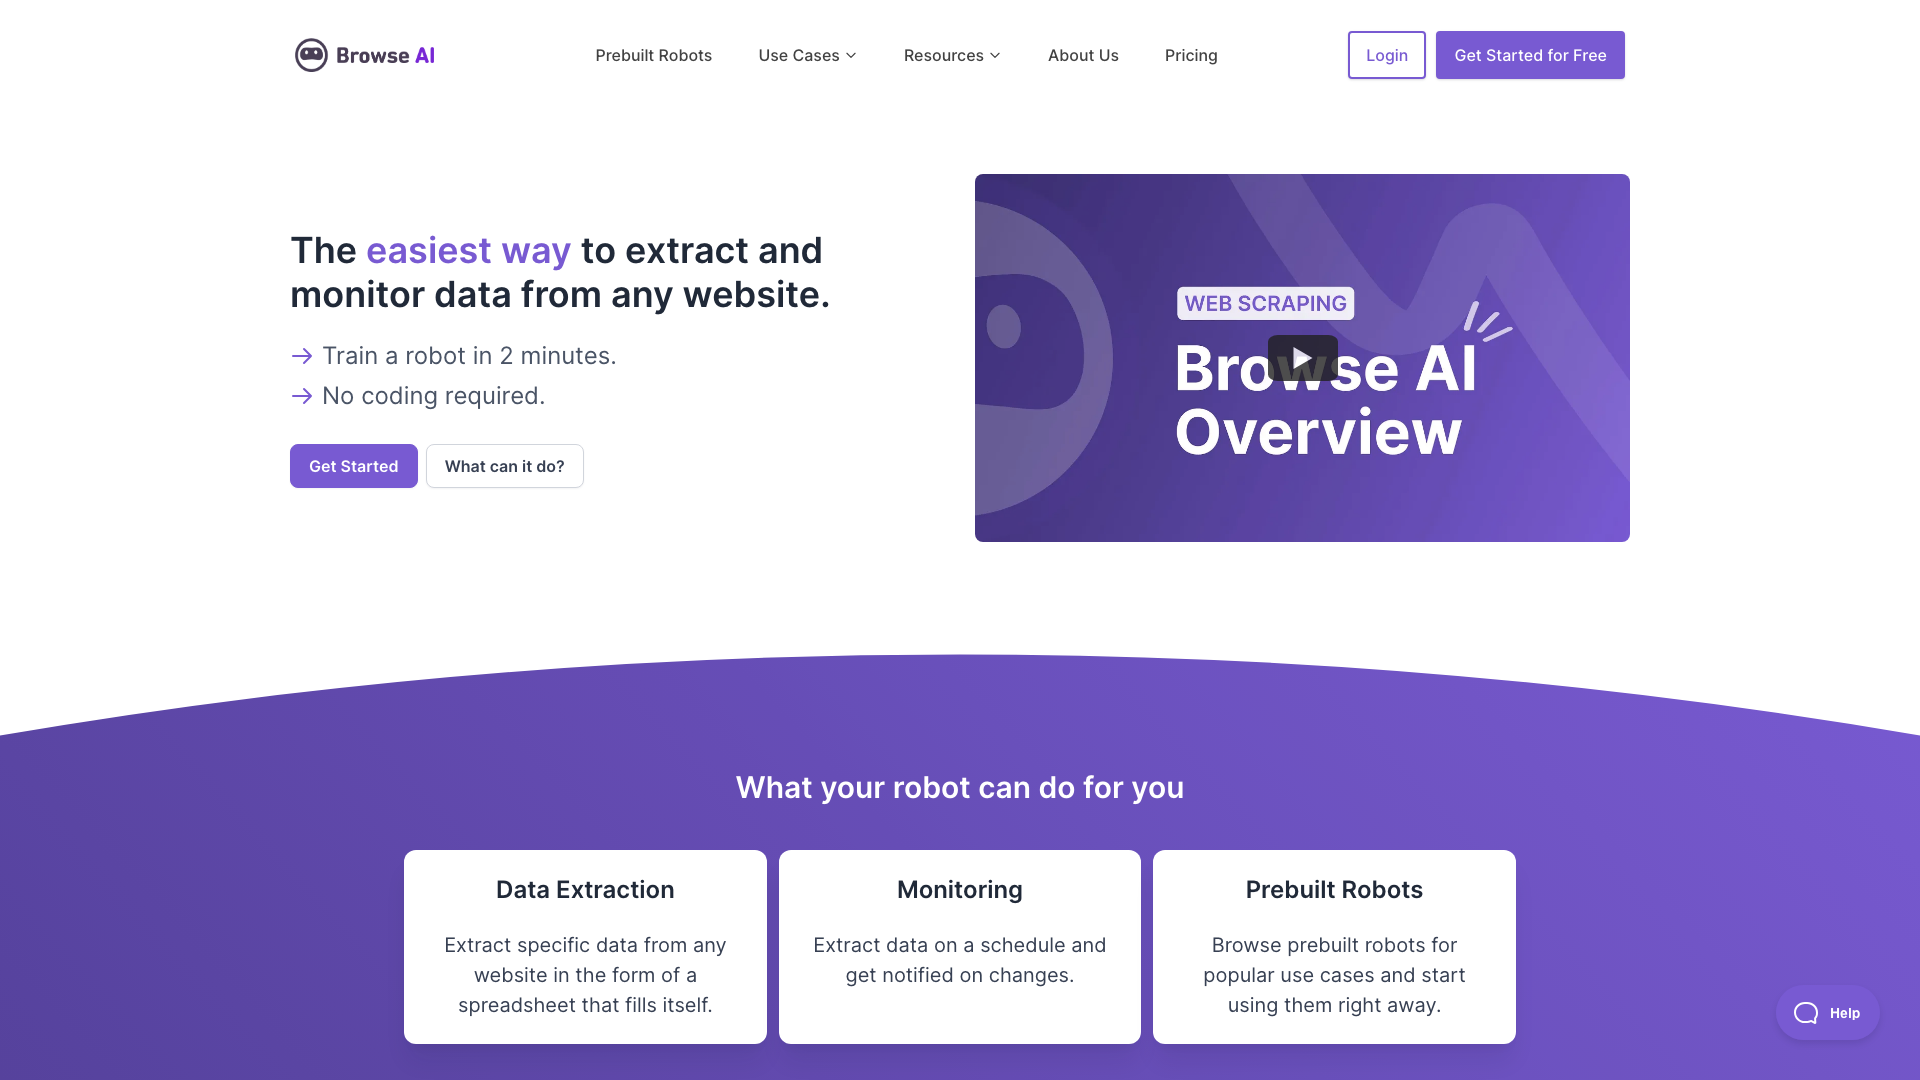 Browse AI
Prebuilt Robots
Use Cases
Resources
About Us
Pricing
Login
Get Started for Free
The easiest way to extract and
monitor data from any website.
Train a robot in 2 minutes.
No coding required.
Get Started
What can it do?
WEB SCRAPING
Browse AI
Overview
What your robot can do for you
Data Extraction
Extract specific data from any
website in the form of a
spreadsheet that fills itself.
Monitoring
Extract data on a schedule and
get notified on changes.
Prebuilt Robots
Browse prebuilt robots for
popular use cases and start
using them right away.
Help